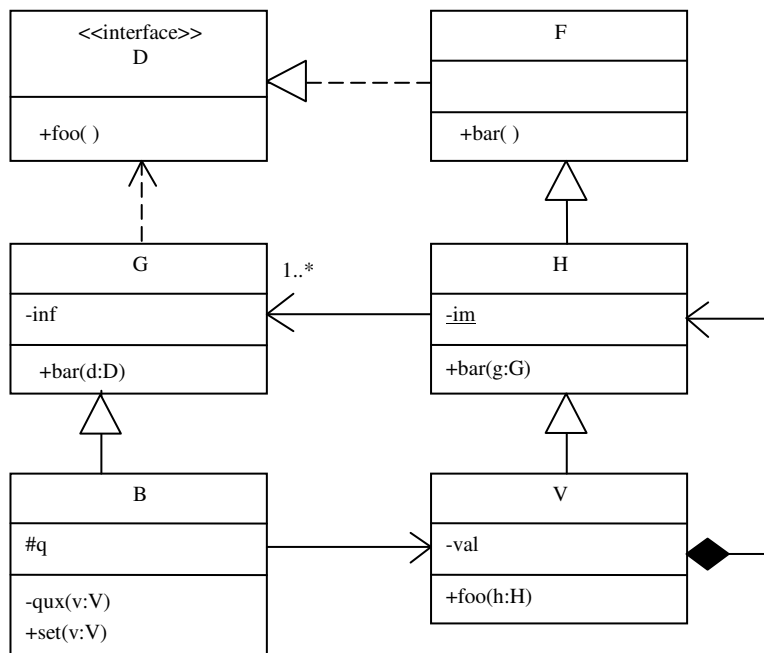 <<interface>>
D
+foo( )
F
+bar( )
G
-inf
+bar(d:D)
1..*
H
-im
+bar(g:G)
B
#q
-qux(v:V)
+set(v:V)
V
-val
+foo(h:H)